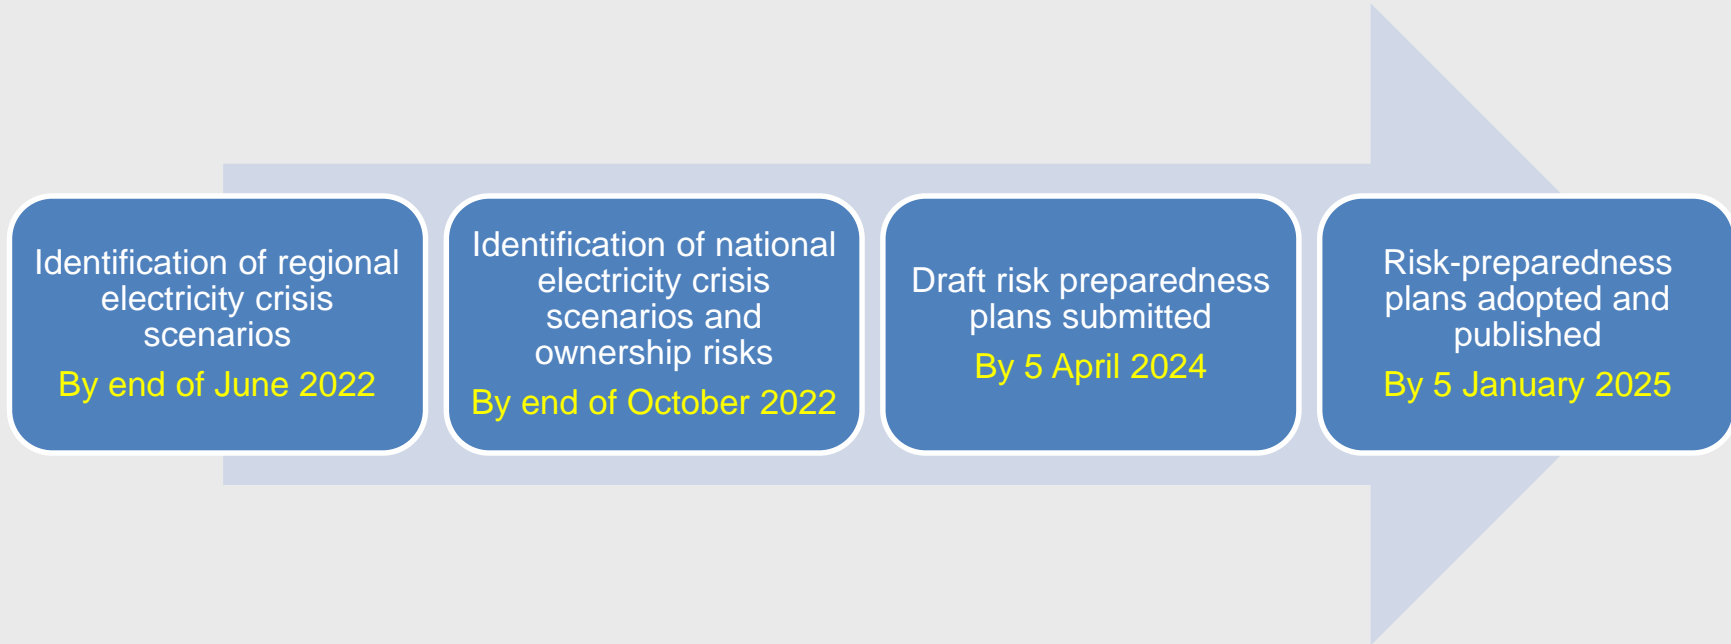 Identification of regional
electricity crisis
scenarios
By end of June 2022
Identification of national
electricity crisis
scenarios and
ownership risks
By end of October 2022
Draft risk preparedness
plans submitted
By 5 April 2024
Risk-preparedness
plans adopted and
published
By 5 January 2025